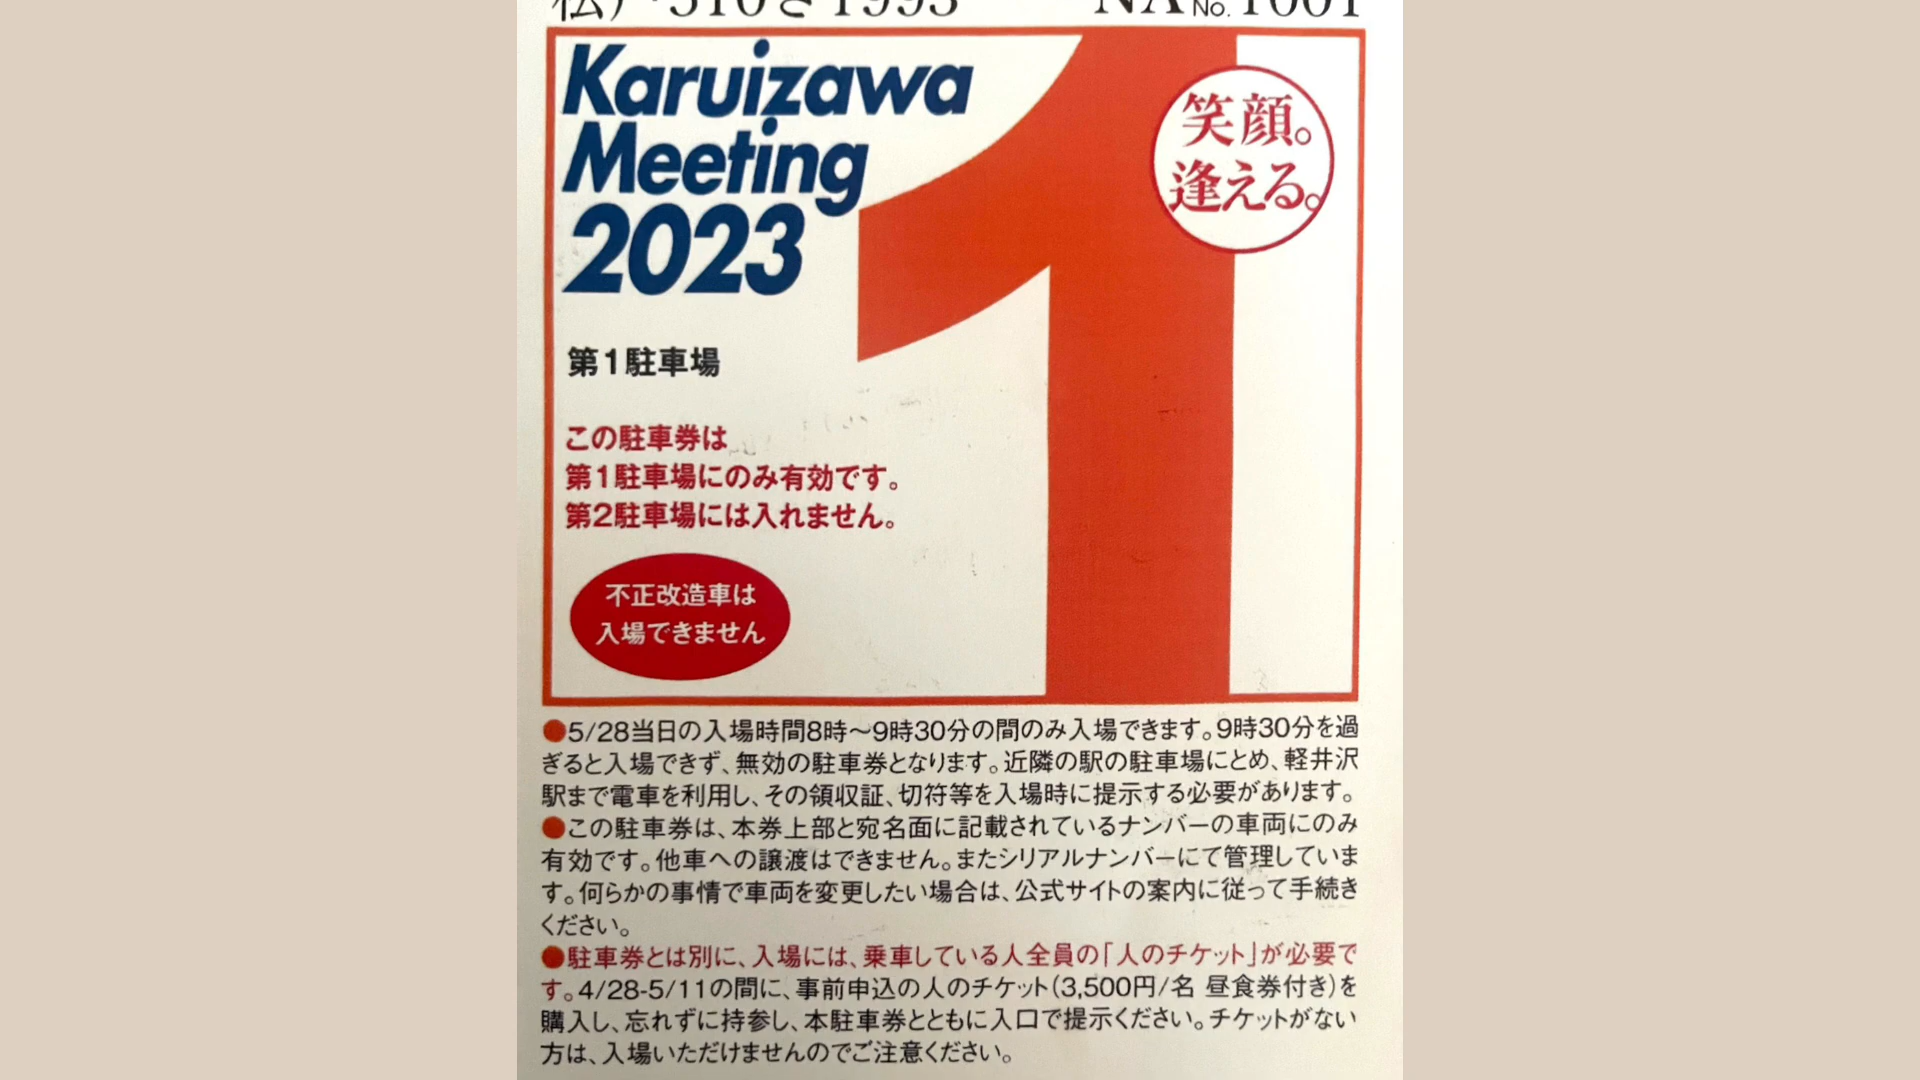 松戸・510さ1993 NA No.1001
Karuizawa
Meeting
2023
1
笑顔。
逢える。
第1駐車場
この駐車券は
第1駐車場にのみ有効です。
第2駐車場には入れません。
不正改造車は
入場できません
●5/28当日の入場時間8時〜9時30分の間のみ入場できます。9時30分を過
ぎると入場できず、無効の駐車券となります。近隣の駅の駐車場にとめ、軽井沢
駅まで電車を利用し、その領収証、切符等を入場時に提示する必要があります。
●この駐車券は、本券上部と宛名面に記載されているナンバーの車両にのみ
有効です。他車への譲渡はできません。またシリアルナンバーにて管理していま
す。何らかの事情で車両を変更したい場合は、公式サイトの案内に従って手続き
ください。
●駐車券とは別に、入場には、乗車している人全員の「人のチケット」が必要で
す。4/28-5/11の間に、事前申込の人のチケット(3,500円/名 昼食券付き)を
購入し、忘れずに持参し、本駐車券とともに入口で提示ください。チケットがない
方は、入場いただけませんのでご注意ください。